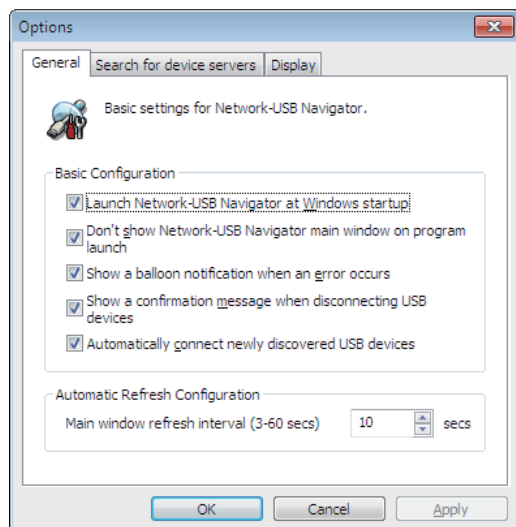 Options
General Search for device servers Display
Basic settings for Network-USB Navigator.
Basic Configuration
Launch Network-USB Navigator at Windows startup
Don't show Network-USB Navigator main window on program
launch
Show a balloon notification when an error occurs
Show a confirmation message when disconnecting USB
devices
Automatically connect newly discovered USB devices
Automatic Refresh Configuration
Main window refresh interval (3-60 secs) 10 secs
OK Cancel Apply